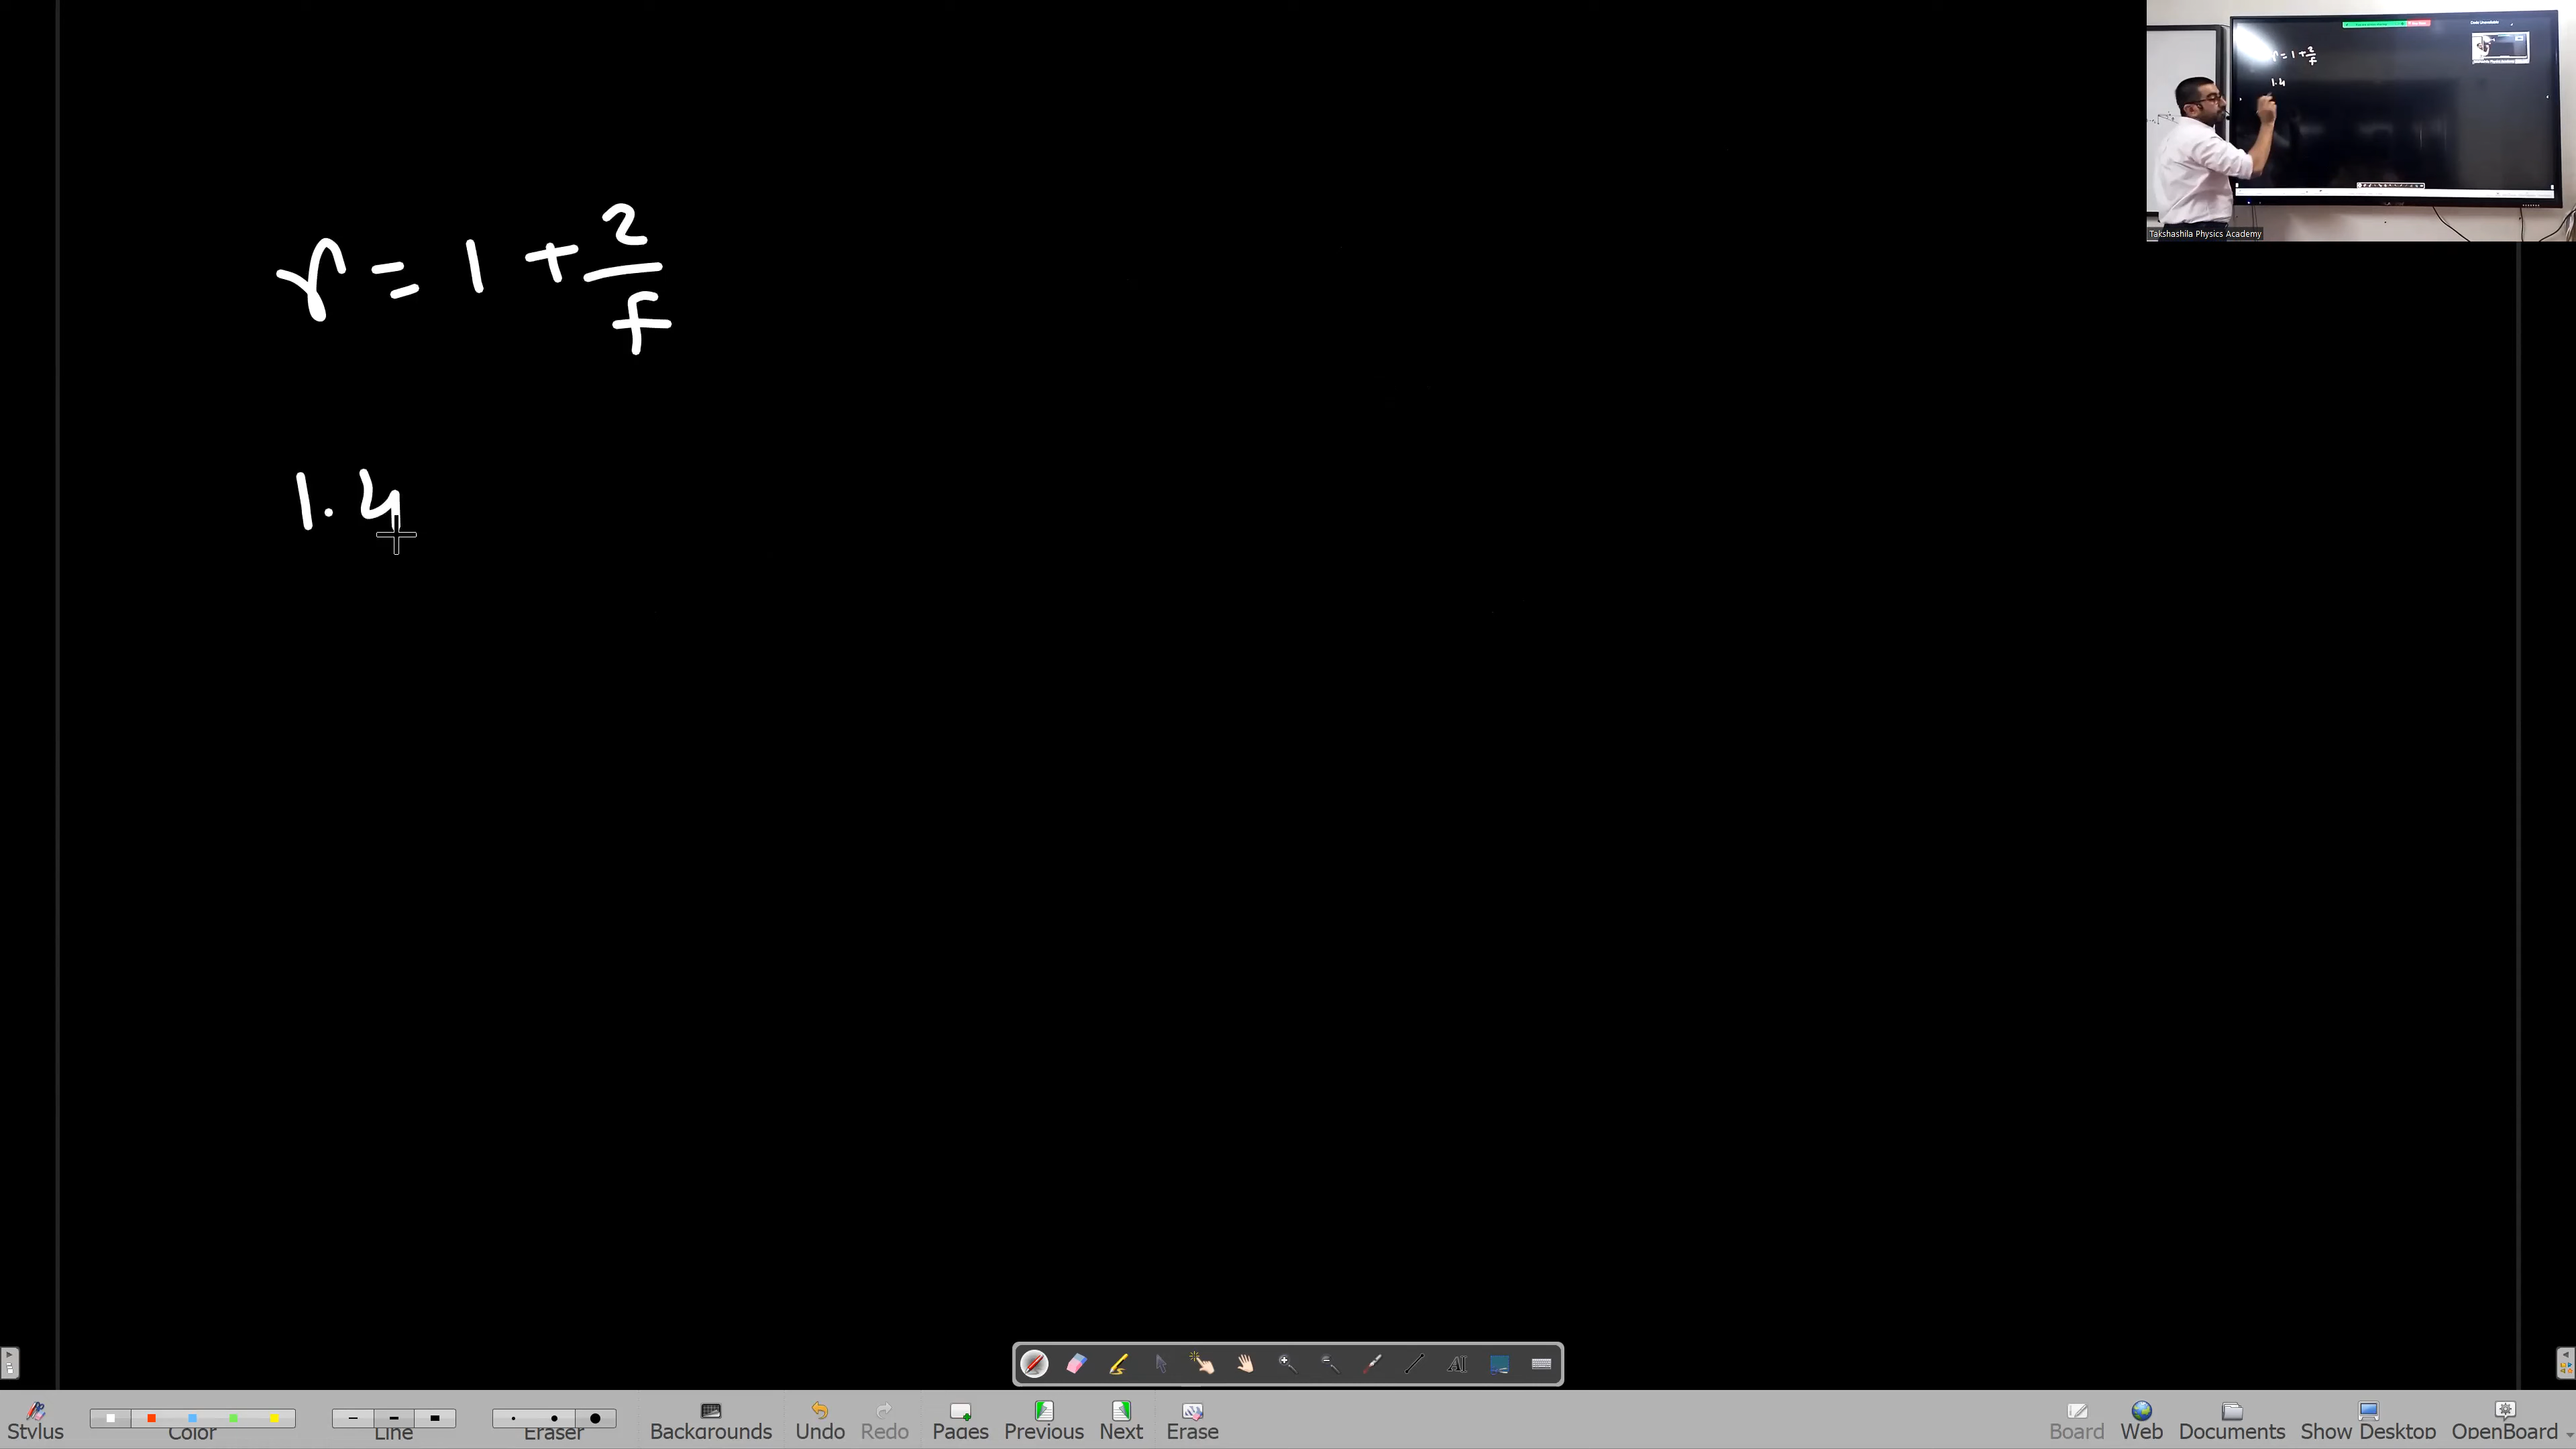 γ = 1 + 2/f
1.4
Takshashila Physics Academy
Stylus
Color
Line
Eraser
Backgrounds
Undo
Redo
Pages
Previous
Next
Erase
Board
Web
Documents
Show Desktop
OpenBoard